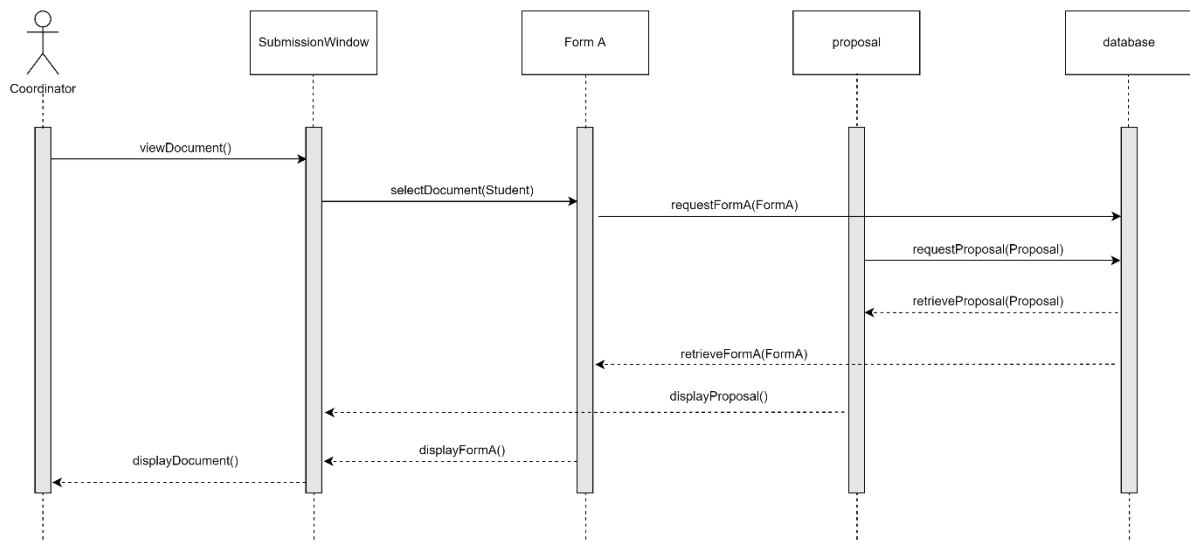 SubmissionWindow
Form A
proposal
database
Coordinator
viewDocument()
selectDocument(Student)
requestFormA(FormA)
requestProposal(Proposal)
retrieveProposal(Proposal)
retrieveFormA(FormA)
displayProposal()
displayFormA()
displayDocument()